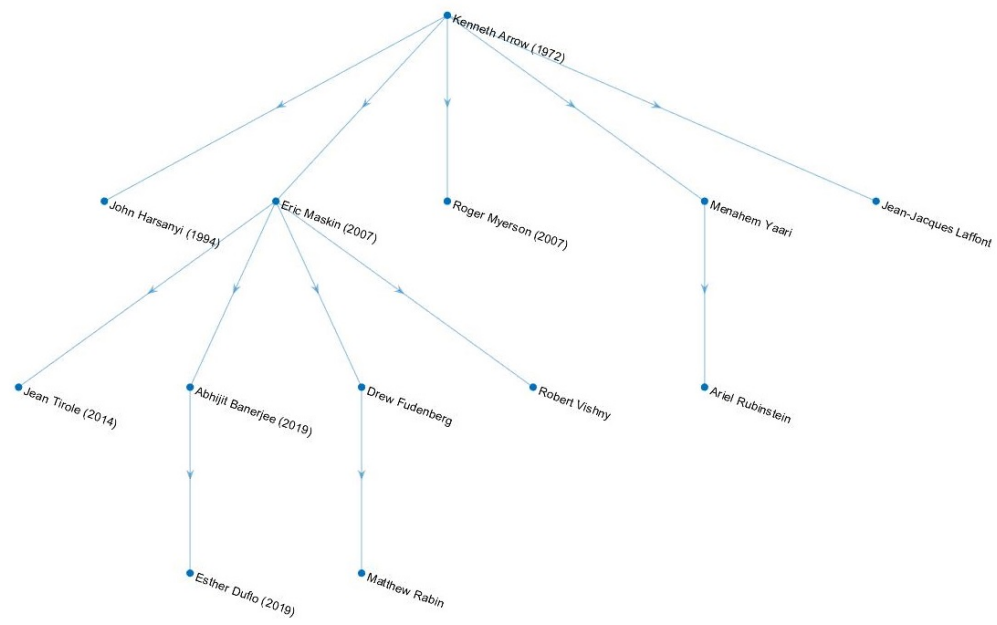 Kenneth Arrow (1972)
John Harsanyi (1994)
Eric Maskin (2007)
Roger Myerson (2007)
Menahem Yaari
Jean-Jacques Laffont
Jean Tirole (2014)
Abhijit Banerjee (2019)
Drew Fudenberg
Robert Vishny
Ariel Rubinstein
Esther Duflo (2019)
Matthew Rabin